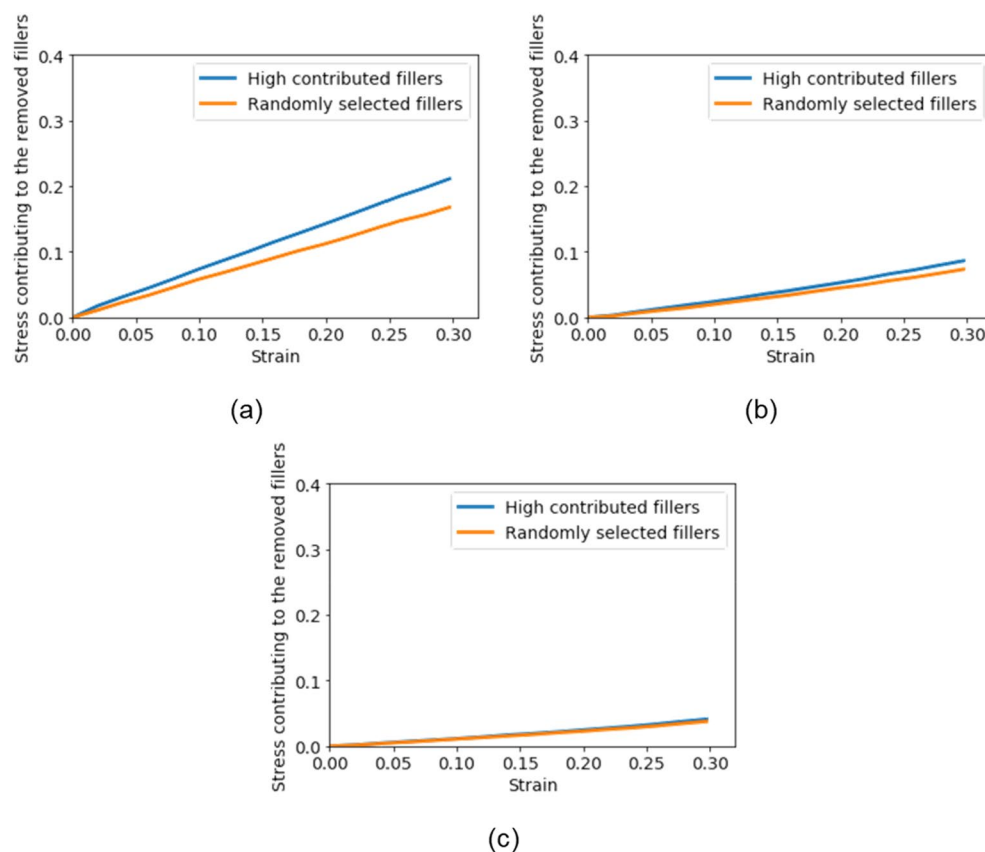 Stress contributing to the removed fillers
0.4
0.3
0.2
0.1
0.0
High contributed fillers
Randomly selected fillers
0.00 0.05 0.10 0.15 0.20 0.25 0.30
Strain
(a)
Stress contributing to the removed fillers
0.4
0.3
0.2
0.1
0.0
High contributed fillers
Randomly selected fillers
0.00 0.05 0.10 0.15 0.20 0.25 0.30
Strain
(b)
Stress contributing to the removed fillers
0.4
0.3
0.2
0.1
0.0
High contributed fillers
Randomly selected fillers
0.00 0.05 0.10 0.15 0.20 0.25 0.30
Strain
(c)